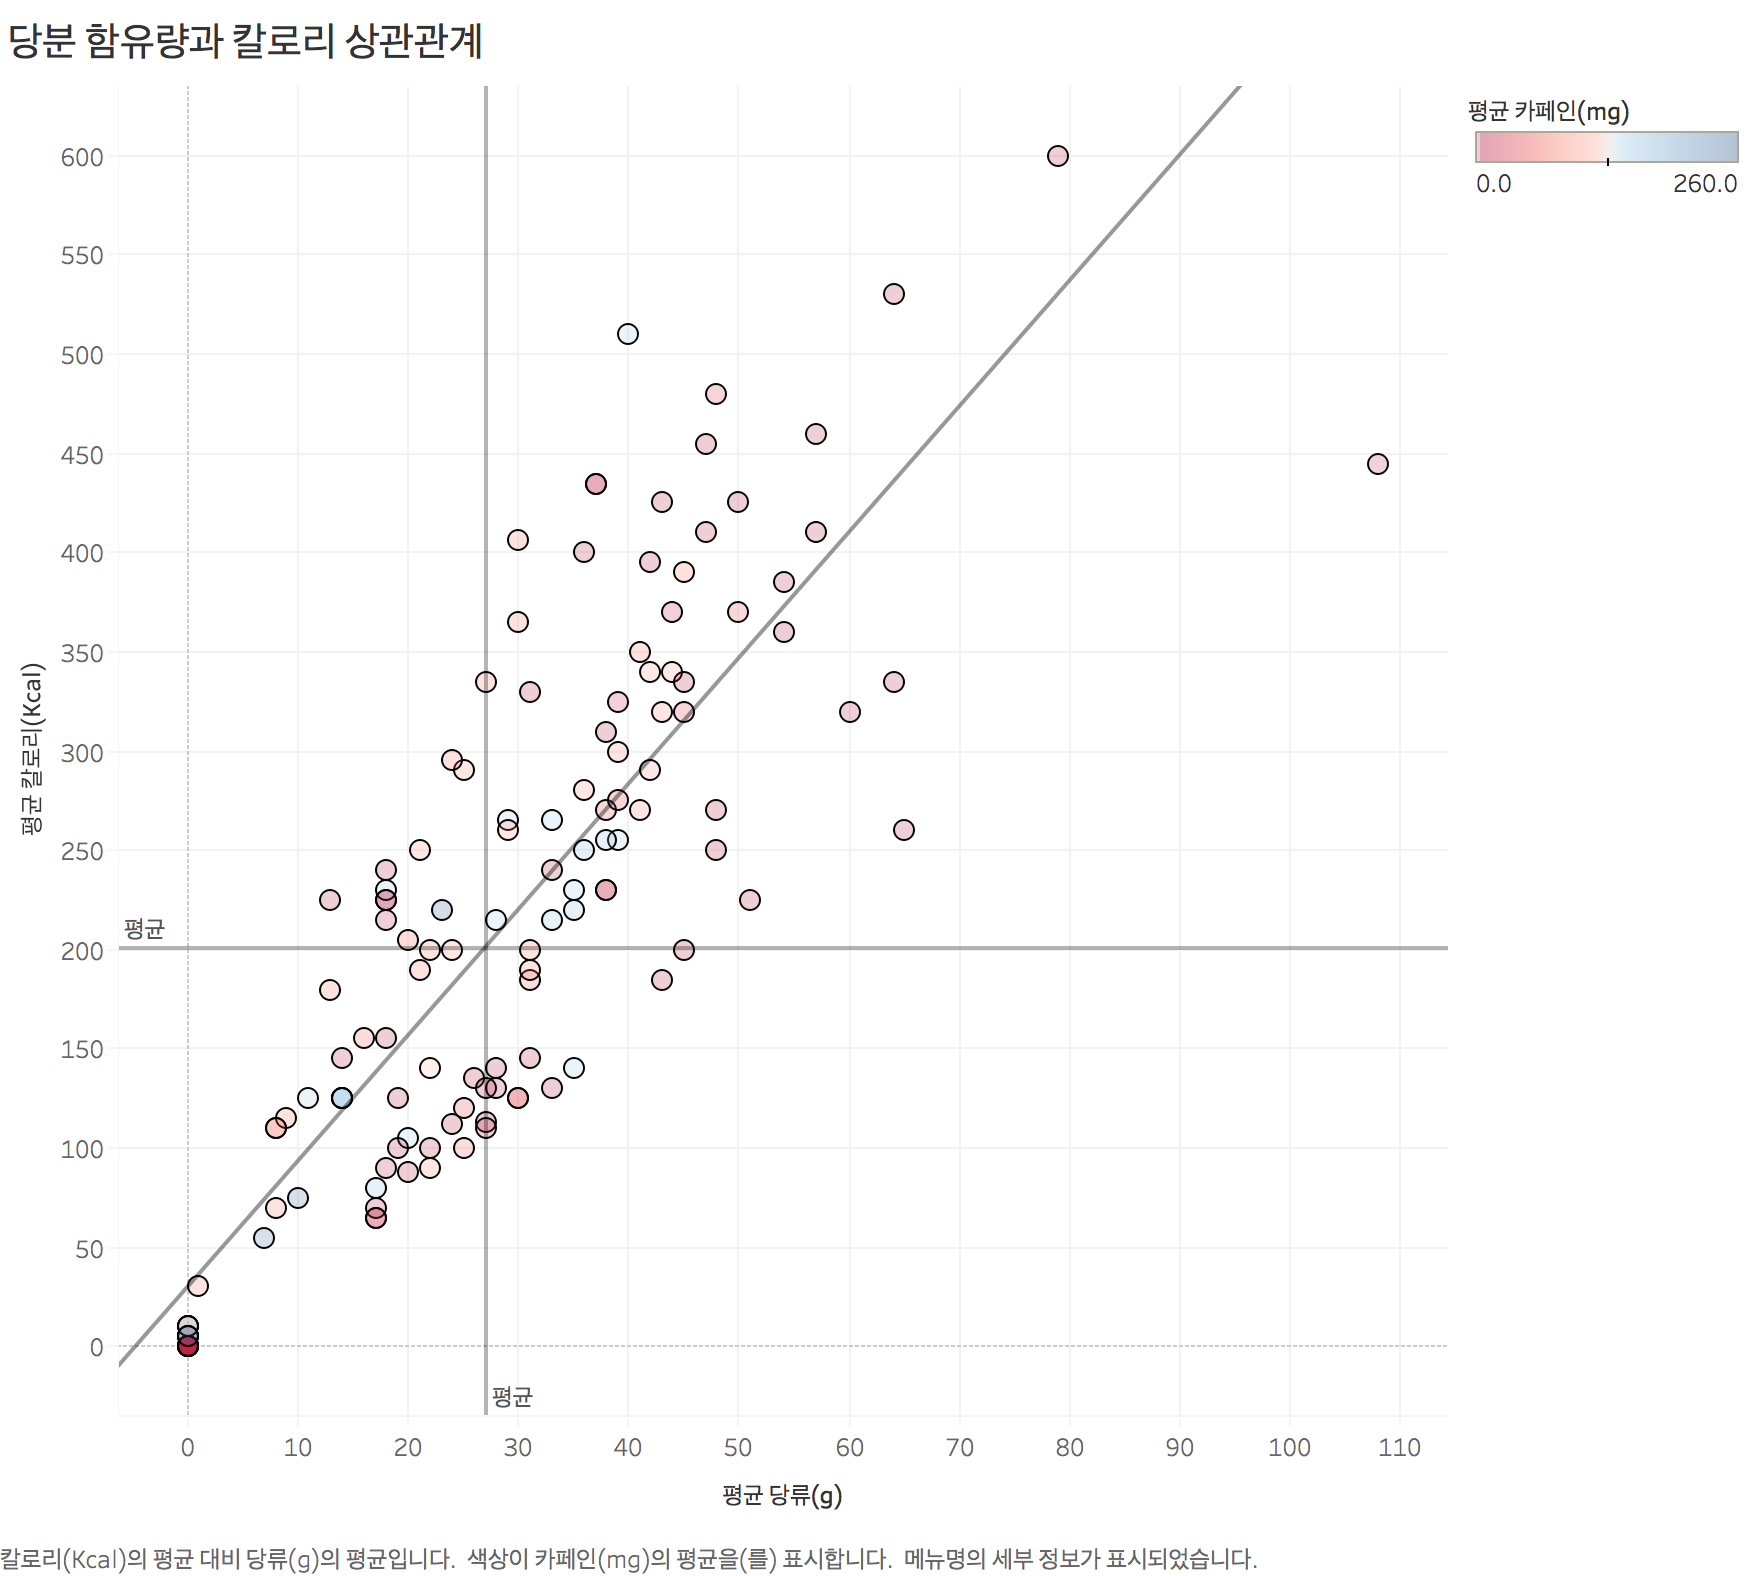 당분 함유량과 칼로리 상관관계
평균 카페인(mg)
0.0 260.0
600
550
500
450
400
350
300
250
200
150
100
50
0
평균 칼로리(Kcal)
평균
평균
0 10 20 30 40 50 60 70 80 90 100 110
평균 당류(g)
칼로리(Kcal)의 평균 대비 당류(g)의 평균입니다. 색상이 카페인(mg)의 평균을(를) 표시합니다. 메뉴명의 세부 정보가 표시되었습니다.